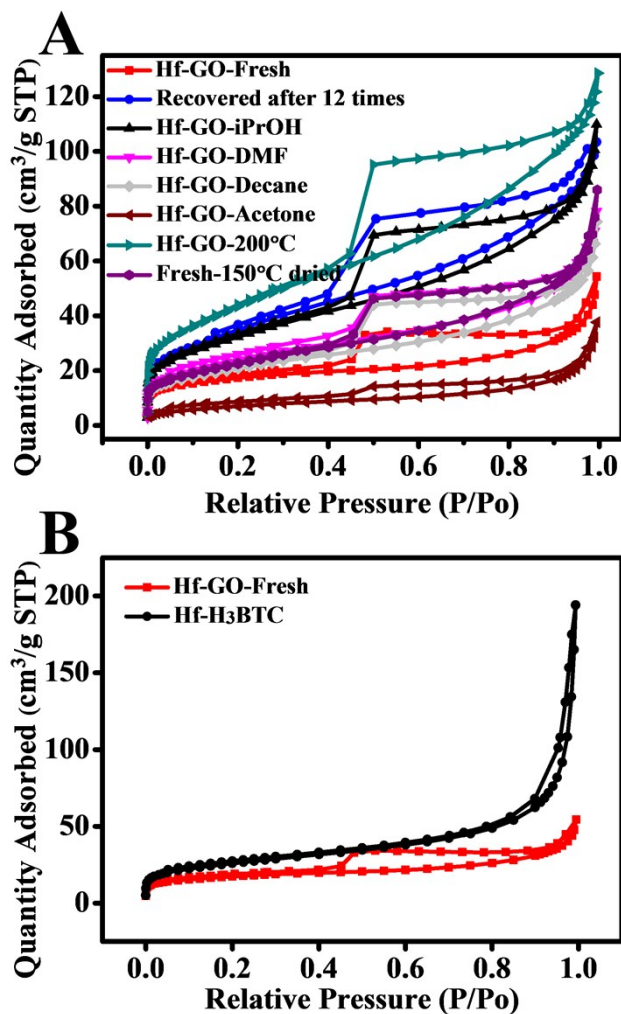 A
Hf-GO-Fresh
Recovered after 12 times
Hf-GO-iPrOH
Hf-GO-DMF
Hf-GO-Decane
Hf-GO-Acetone
Hf-GO-200°C
Fresh-150°C dried
Quantity Adsorbed (cm³/g STP)
120
100
80
60
40
20
0
0.0 0.2 0.4 0.6 0.8 1.0
Relative Pressure (P/Po)
B
Hf-GO-Fresh
Hf-H₃BTC
Quantity Adsorbed (cm³/g STP)
200
150
100
50
0
0.0 0.2 0.4 0.6 0.8 1.0
Relative Pressure (P/Po)